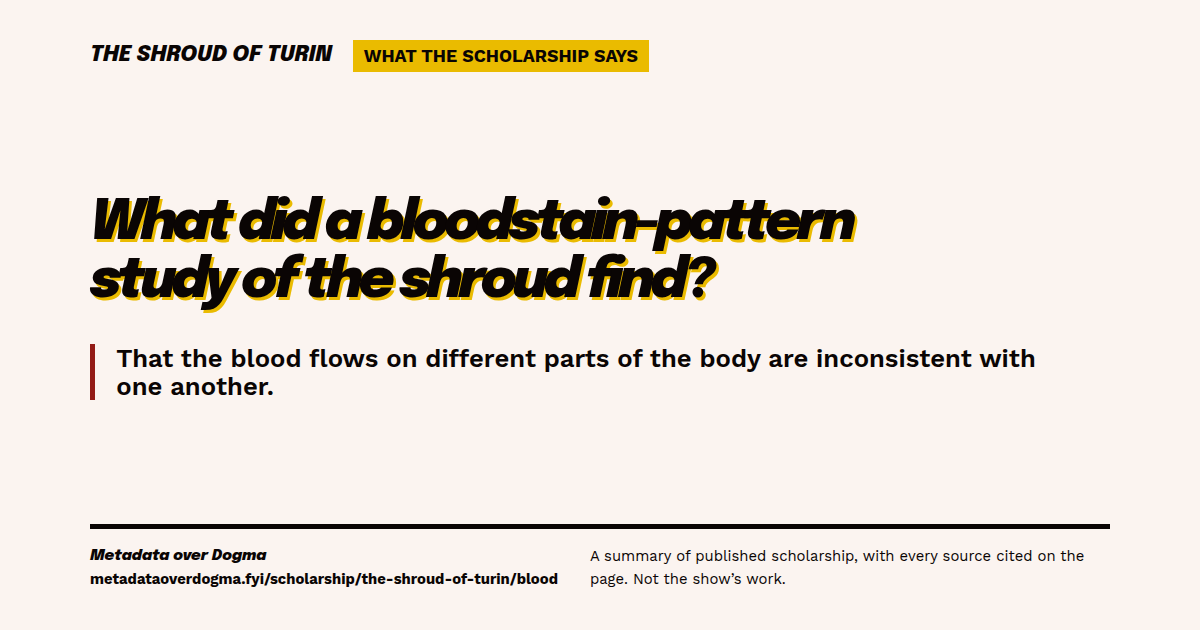 THE SHROUD OF TURIN
WHAT THE SCHOLARSHIP SAYS
What did a bloodstain-pattern
study of the shroud find?
That the blood flows on different parts of the body are inconsistent with
one another.
Metadata over Dogma
metadataoverdogma.fyi/scholarship/the-shroud-of-turin/blood
A summary of published scholarship, with every source cited on the
page. Not the show’s work.